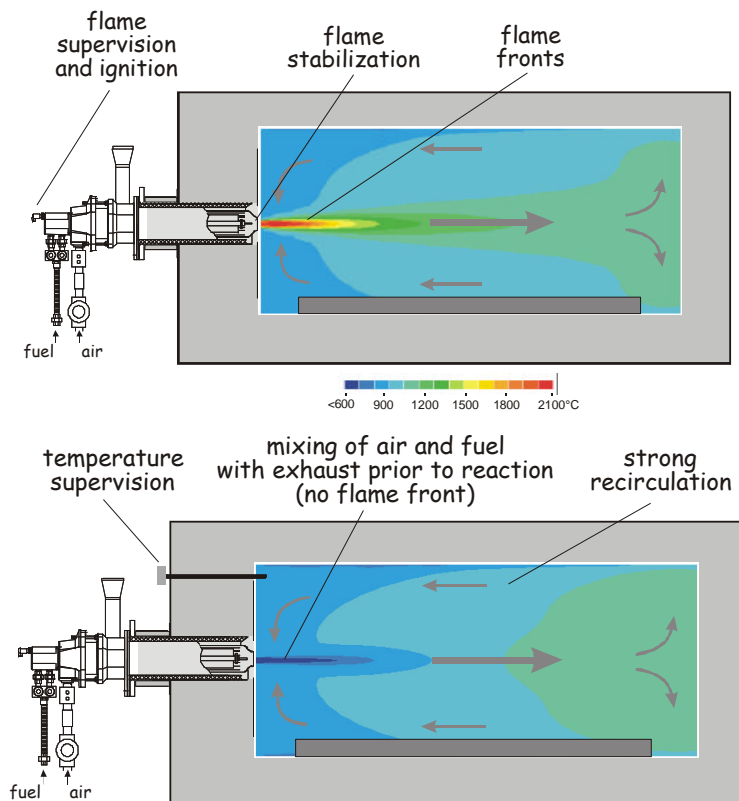 flame
supervision
and ignition
flame
stabilization
flame
fronts
fuel
air
<600 900 1200 1500 1800 2100°C
temperature
supervision
mixing of air and fuel
with exhaust prior to reaction
(no flame front)
strong
recirculation
fuel
air